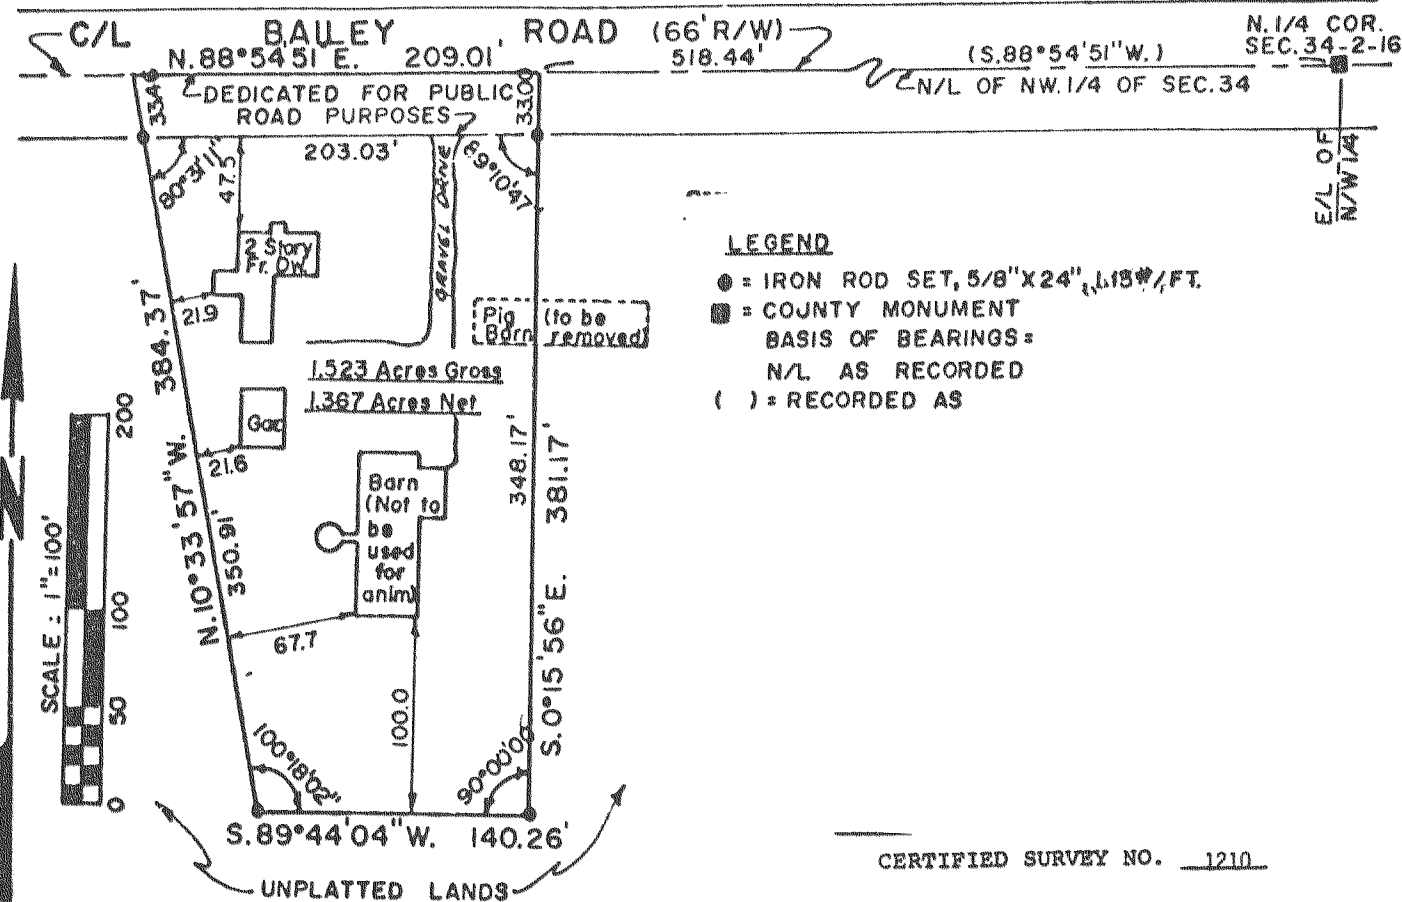 C/L BAILEY ROAD (66' R/W)
N. 1/4 COR.
SEC. 34-2-16
N. 88°54'51" E. 209.01'
518.44'
(S.88°54'51"W.)
N/L OF NW. 1/4 OF SEC. 34
33.46
DEDICATED FOR PUBLIC
ROAD PURPOSES
33.00
203.03'
E/L OF
N/W 1/4
80°31'11"
47.5
GRAVEL DRIVE
89°10'47
2 Story
Fr. DW.
21.9
LEGEND
= IRON ROD SET, 5/8"X24",
= COUNTY MONUMENT
BASIS OF BEARINGS=
N/L AS RECORDED
( ) = RECORDED AS
Pig (to be
Barn removed)
1.523 Acres Gross
1.367 Acres Net
384.37'
N. 10°33'57" W.
350.91'
Gar.
21.6
348.17'
381.17'
S. 0°15'56" E.
Barn
(Not to
be
used
for
anim)
67.7
100.0
SCALE : 1"=100'
200
100
50
0
N
100°18'02"
90°00'00
S. 89°44'04" W. 140.26'
UNPLATTED LANDS
CERTIFIED SURVEY NO. 1210